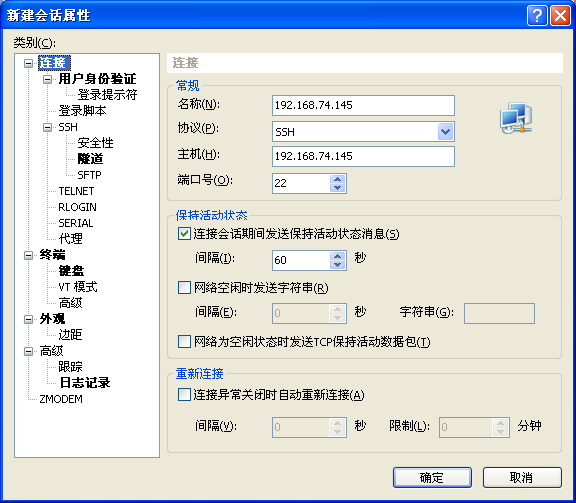 新建会话属性
类别(C):
连接
用户身份验证
登录提示符
登录脚本
SSH
安全性
隧道
SFTP
TELNET
RLOGIN
SERIAL
代理
终端
键盘
VT 模式
高级
外观
边距
高级
跟踪
日志记录
ZMODEM
连接
常规
名称(N): 192.168.74.145
协议(P): SSH
主机(H): 192.168.74.145
端口号(O): 22
保持活动状态
连接会话期间发送保持活动状态消息(S)
间隔(I): 60 秒
网络空闲时发送字符串(R)
间隔(E): 0 秒 字符串(G):
网络为空闲状态时发送TCP保持活动数据包(T)
重新连接
连接异常关闭时自动重新连接(A)
间隔(V): 0 秒 限制(L): 0 分钟
确定 取消